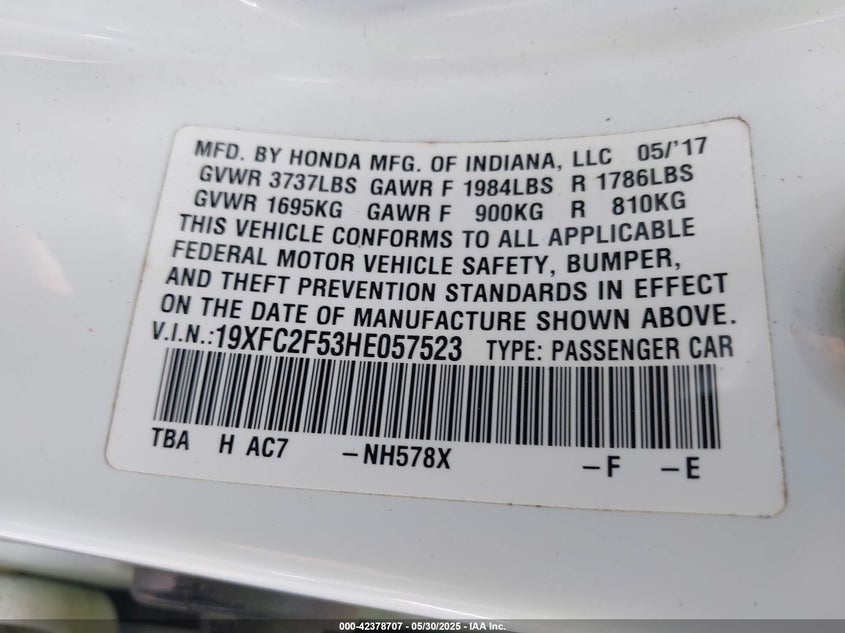 MFD. BY HONDA MFG. OF INDIANA, LLC 05/'17
GVWR 3737LBS GAWR F 1984LBS R 1786LBS
GVWR 1695KG GAWR F 900KG R 810KG
THIS VEHICLE CONFORMS TO ALL APPLICABLE
FEDERAL MOTOR VEHICLE SAFETY, BUMPER,
AND THEFT PREVENTION STANDARDS IN EFFECT
ON THE DATE OF MANUFACTURE SHOWN ABOVE.
V.I.N.:19XFC2F53HE057523 TYPE: PASSENGER CAR
TBA H AC7 -NH578X -F -E
000-42378707 - 05/30/2025 - IAA Inc.